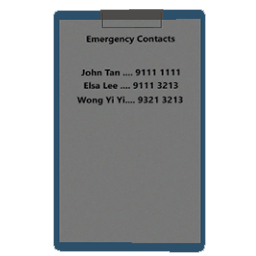 Emergency Contacts
John Tan .... 9111 1111
Elsa Lee .... 9111 3213
Wong Yi Yi.... 9321 3213